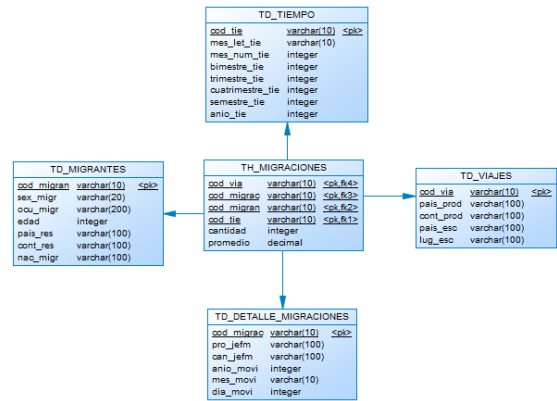 TD_TIEMPO
cod_tie varchar(10) <pk>
mes_let_tie varchar(10)
mes_num_tie integer
bimestre_tie integer
trimestre_tie integer
cuatrimestre_tie integer
semestre_tie integer
anio_tie integer
TD_MIGRANTES
cod_migran varchar(10) <pk>
sex_migr varchar(20)
ocu_migr varchar(200)
edad integer
pais_res varchar(100)
cont_res varchar(100)
nac_migr varchar(100)
TH_MIGRACIONES
cod_via varchar(10) <pk,fk4>
cod_migrac varchar(10) <pk,fk3>
cod_migran varchar(10) <pk,fk2>
cod_tie varchar(10) <pk,fk1>
cantidad integer
promedio decimal
TD_VIAJES
cod_via varchar(10) <pk>
pais_prod varchar(100)
cont_prod varchar(100)
pais_esc varchar(100)
lug_esc varchar(100)
TD_DETALLE_MIGRACIONES
cod_migrac varchar(10) <pk>
pro_jefm varchar(100)
can_jefm varchar(100)
anio_movi integer
mes_movi varchar(10)
dia_movi integer